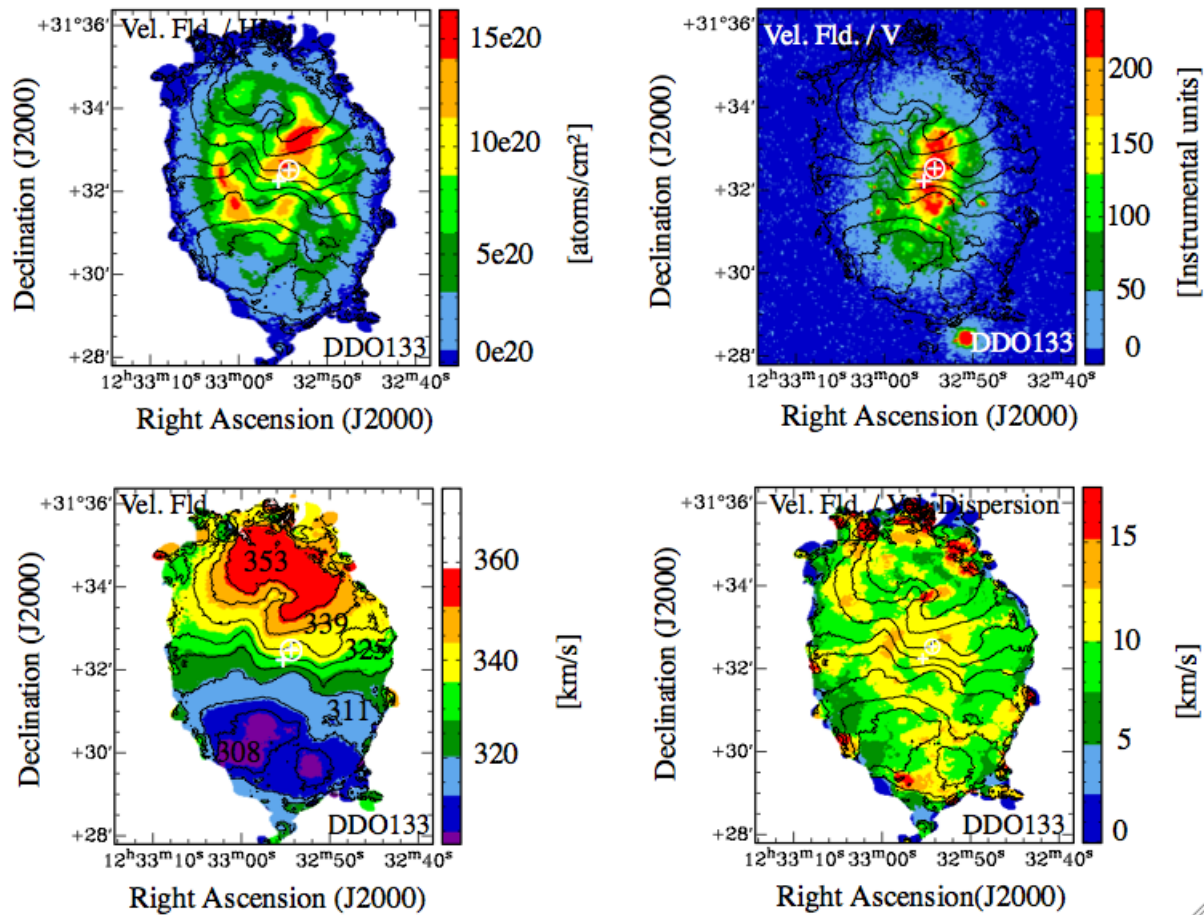 Vel. Fld. / HI
+31°36′
+34′
+32′
+30′
+28′
Declination (J2000)
DDO133
12ʰ33ᵐ10ˢ 33ᵐ00ˢ 32ᵐ50ˢ 32ᵐ40ˢ
Right Ascension (J2000)
15e20
10e20
5e20
0e20
[atoms/cm²]
Vel. Fld. / V
+31°36′
+34′
+32′
+30′
+28′
Declination (J2000)
DDO133
12ʰ33ᵐ10ˢ 33ᵐ00ˢ 32ᵐ50ˢ 32ᵐ40ˢ
Right Ascension (J2000)
200
150
100
50
0
[Instrumental units]
Vel. Fld.
+31°36′
+34′
+32′
+30′
+28′
Declination (J2000)
353
339
325
311
308
DDO133
12ʰ33ᵐ10ˢ 33ᵐ00ˢ 32ᵐ50ˢ 32ᵐ40ˢ
Right Ascension (J2000)
360
340
320
[km/s]
Vel. Fld. / Vel. Dispersion
+31°36′
+34′
+32′
+30′
+28′
Declination (J2000)
DDO133
12ʰ33ᵐ10ˢ 33ᵐ00ˢ 32ᵐ50ˢ 32ᵐ40ˢ
Right Ascension(J2000)
15
10
5
0
[km/s]